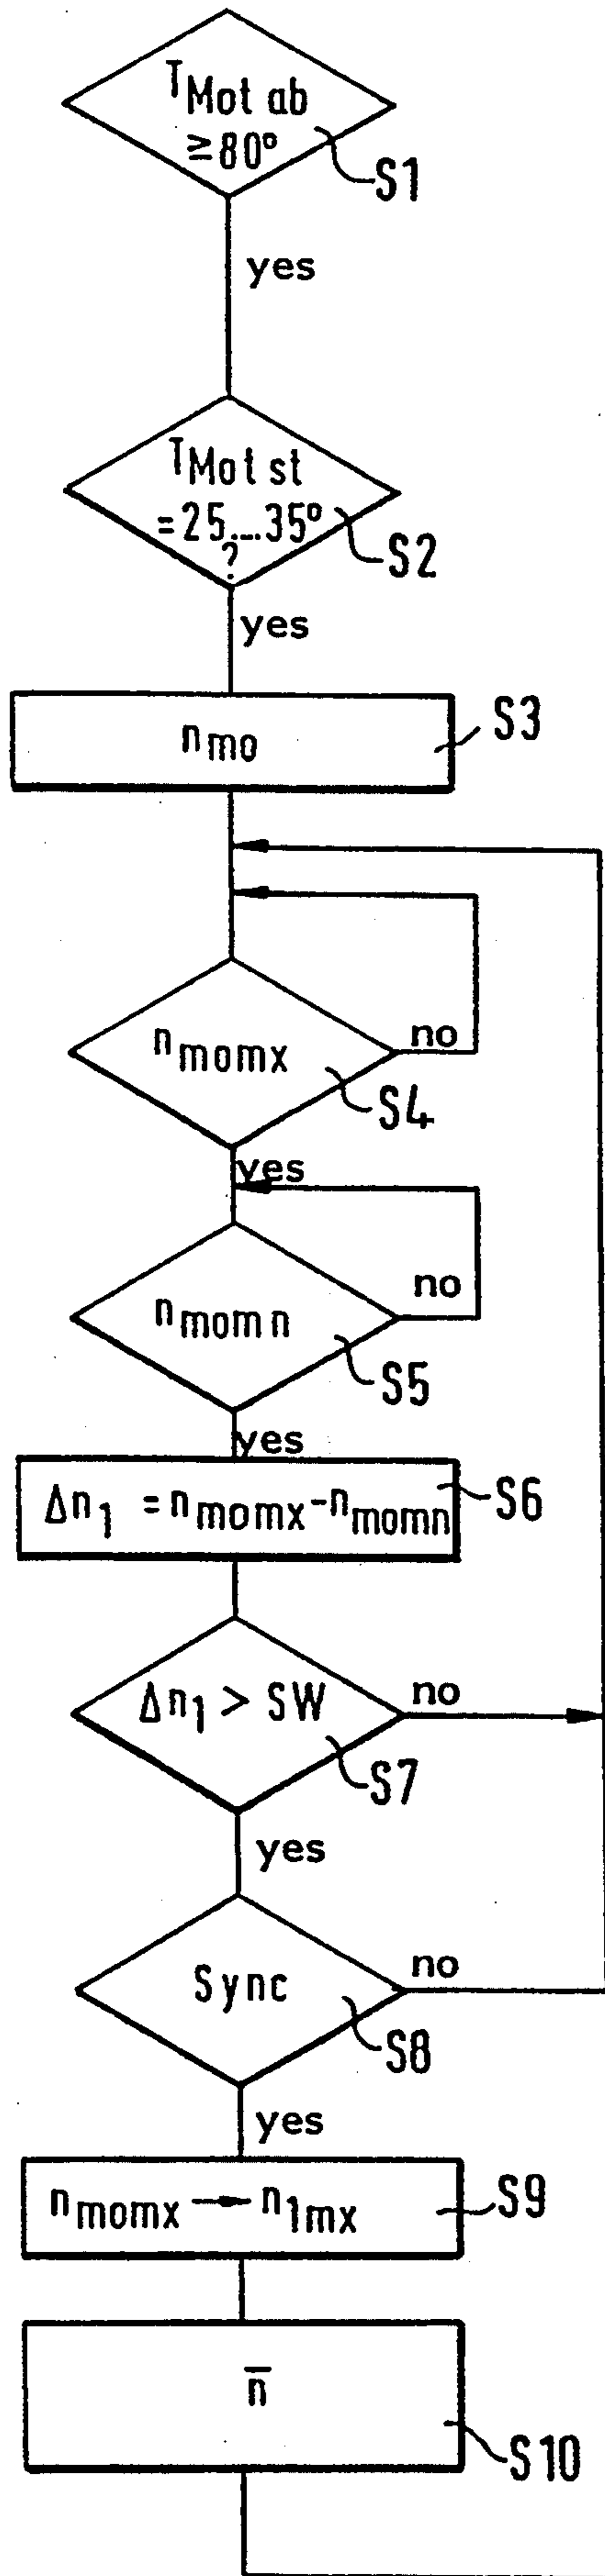 TMot ab
≥80°
S1
yes
TMot st
=25...35°
?
S2
yes
nmo
S3
nmomx
no
S4
yes
nmomn
no
S5
yes
Δn1 = nmomx-nmomn
S6
Δn1 > SW
no
S7
yes
Sync
no
S8
yes
nmomx → n1mx
S9
n̅
S10